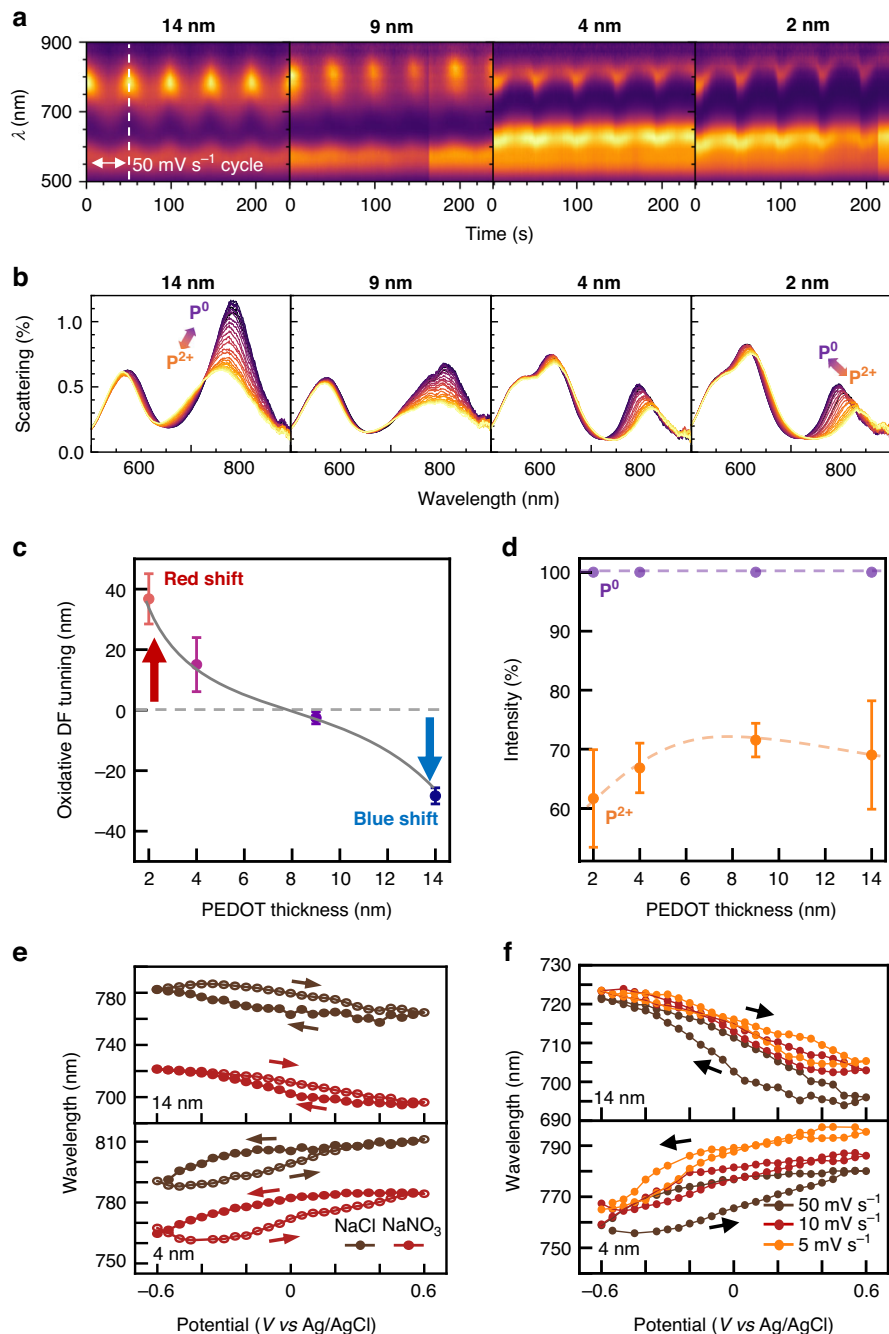 a
14 nm 9 nm 4 nm 2 nm
900
700
500
λ (nm)
50 mV s⁻¹ cycle
0 100 200 0 100 200 0 100 200 0 100 200
Time (s)
b
14 nm 9 nm 4 nm 2 nm
1.0
0.5
0.0
Scattering (%)
P⁰
P²⁺
P⁰
P²⁺
600 800 600 800 600 800 600 800
Wavelength (nm)
c
40
20
0
−20
−40
Oxidative DF tunning (nm)
Red shift
Blue shift
2 4 6 8 10 12 14
PEDOT thickness (nm)
d
100
90
80
70
60
Intensity (%)
P⁰
P²⁺
2 4 6 8 10 12 14
PEDOT thickness (nm)
e
780
740
700
14 nm
810
780
750
Wavelength (nm)
NaCl NaNO₃
4 nm
−0.6 0 0.6
Potential (V vs Ag/AgCl)
f
730
720
710
700
690
14 nm
790
770
750
Wavelength (nm)
50 mV s⁻¹
10 mV s⁻¹
5 mV s⁻¹
4 nm
−0.6 0 0.6
Potential (V vs Ag/AgCl)